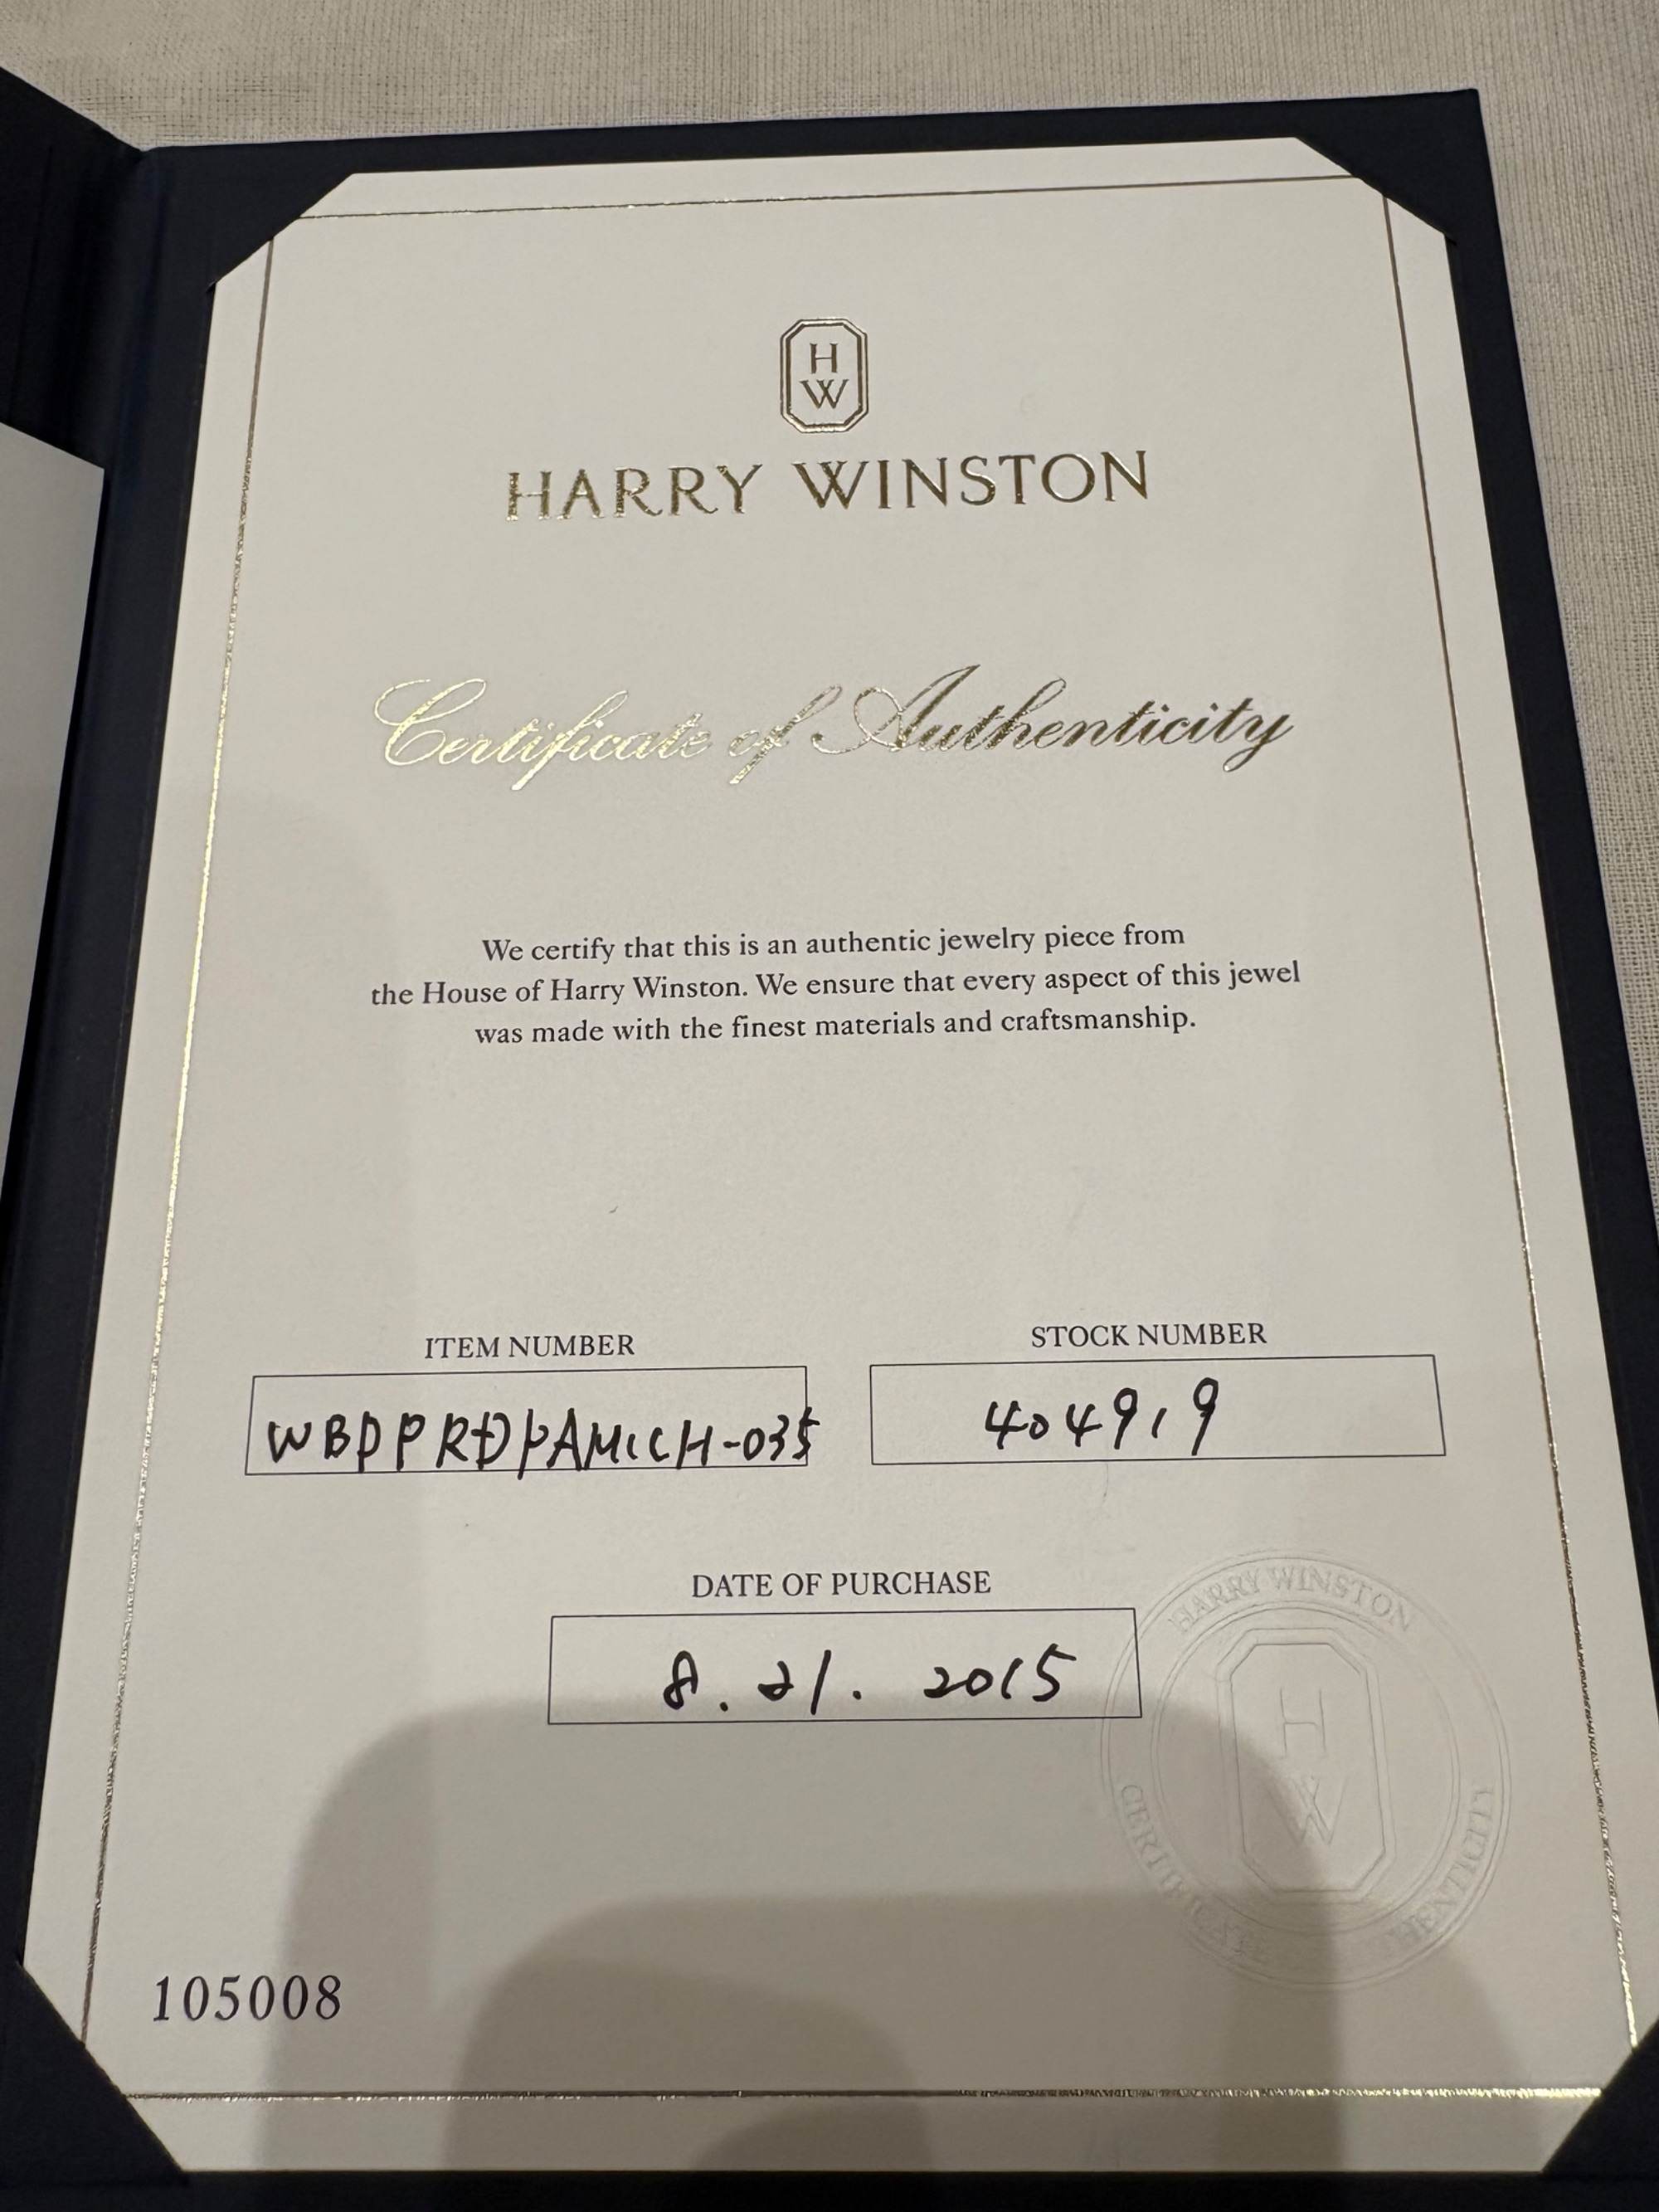 H
W
HARRY WINSTON
Certificate of Authenticity
We certify that this is an authentic jewelry piece from
the House of Harry Winston. We ensure that every aspect of this jewel
was made with the finest materials and craftsmanship.
ITEM NUMBER
WBDPRDPAMICH-035
STOCK NUMBER
404919
DATE OF PURCHASE
8. 21. 2015
HARRY WINSTON
H
W
105008